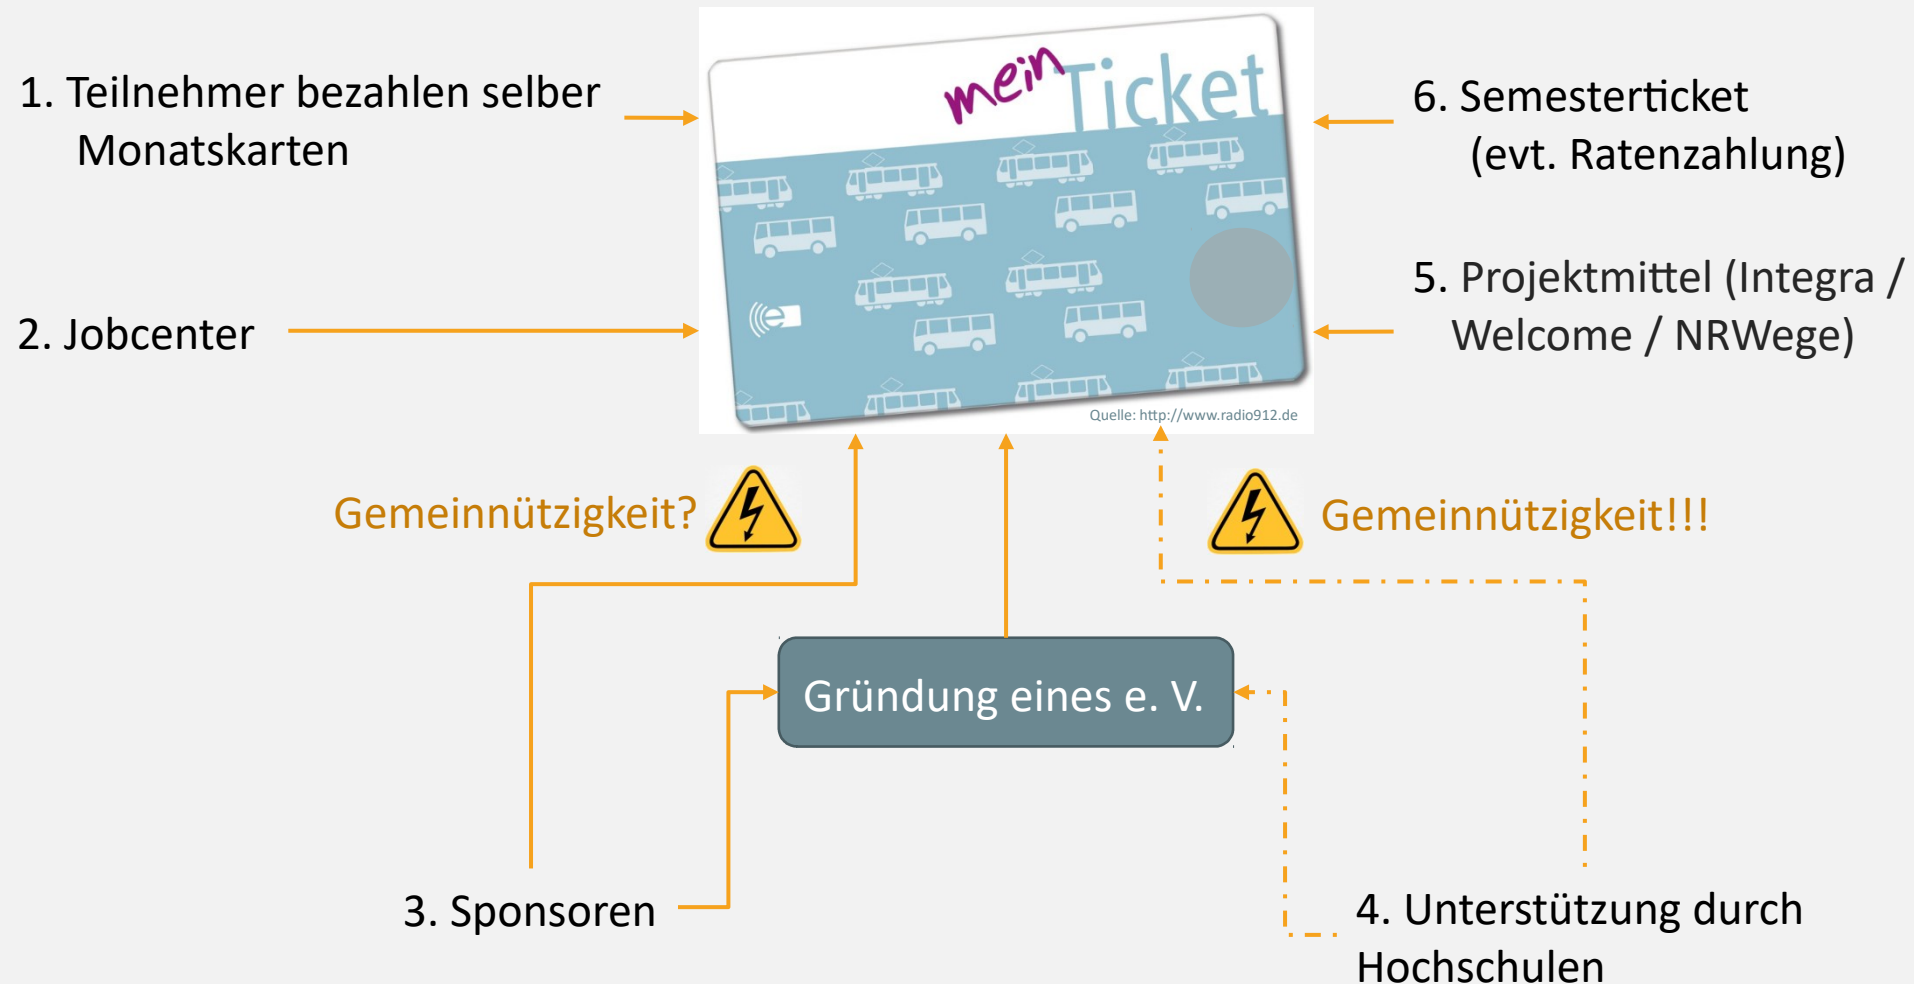 mein Ticket
1. Teilnehmer bezahlen selber
Monatskarten
6. Semesterticket
(evt. Ratenzahlung)
2. Jobcenter
5. Projektmittel (Integra /
Welcome / NRWege)
Quelle: http://www.radio912.de
Gemeinnützigkeit?
Gemeinnützigkeit!!!
Gründung eines e. V.
3. Sponsoren
4. Unterstützung durch
Hochschulen